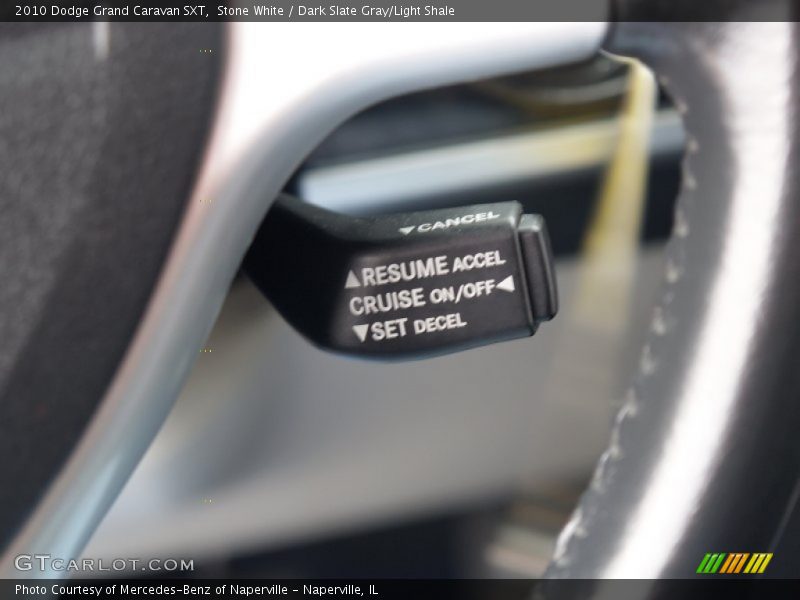 2010 Dodge Grand Caravan SXT, Stone White / Dark Slate Gray/Light Shale
▼CANCEL
▲RESUME ACCEL
CRUISE ON/OFF◀
▼SET DECEL
GTCARLOT.COM
Photo Courtesy of Mercedes-Benz of Naperville - Naperville, IL